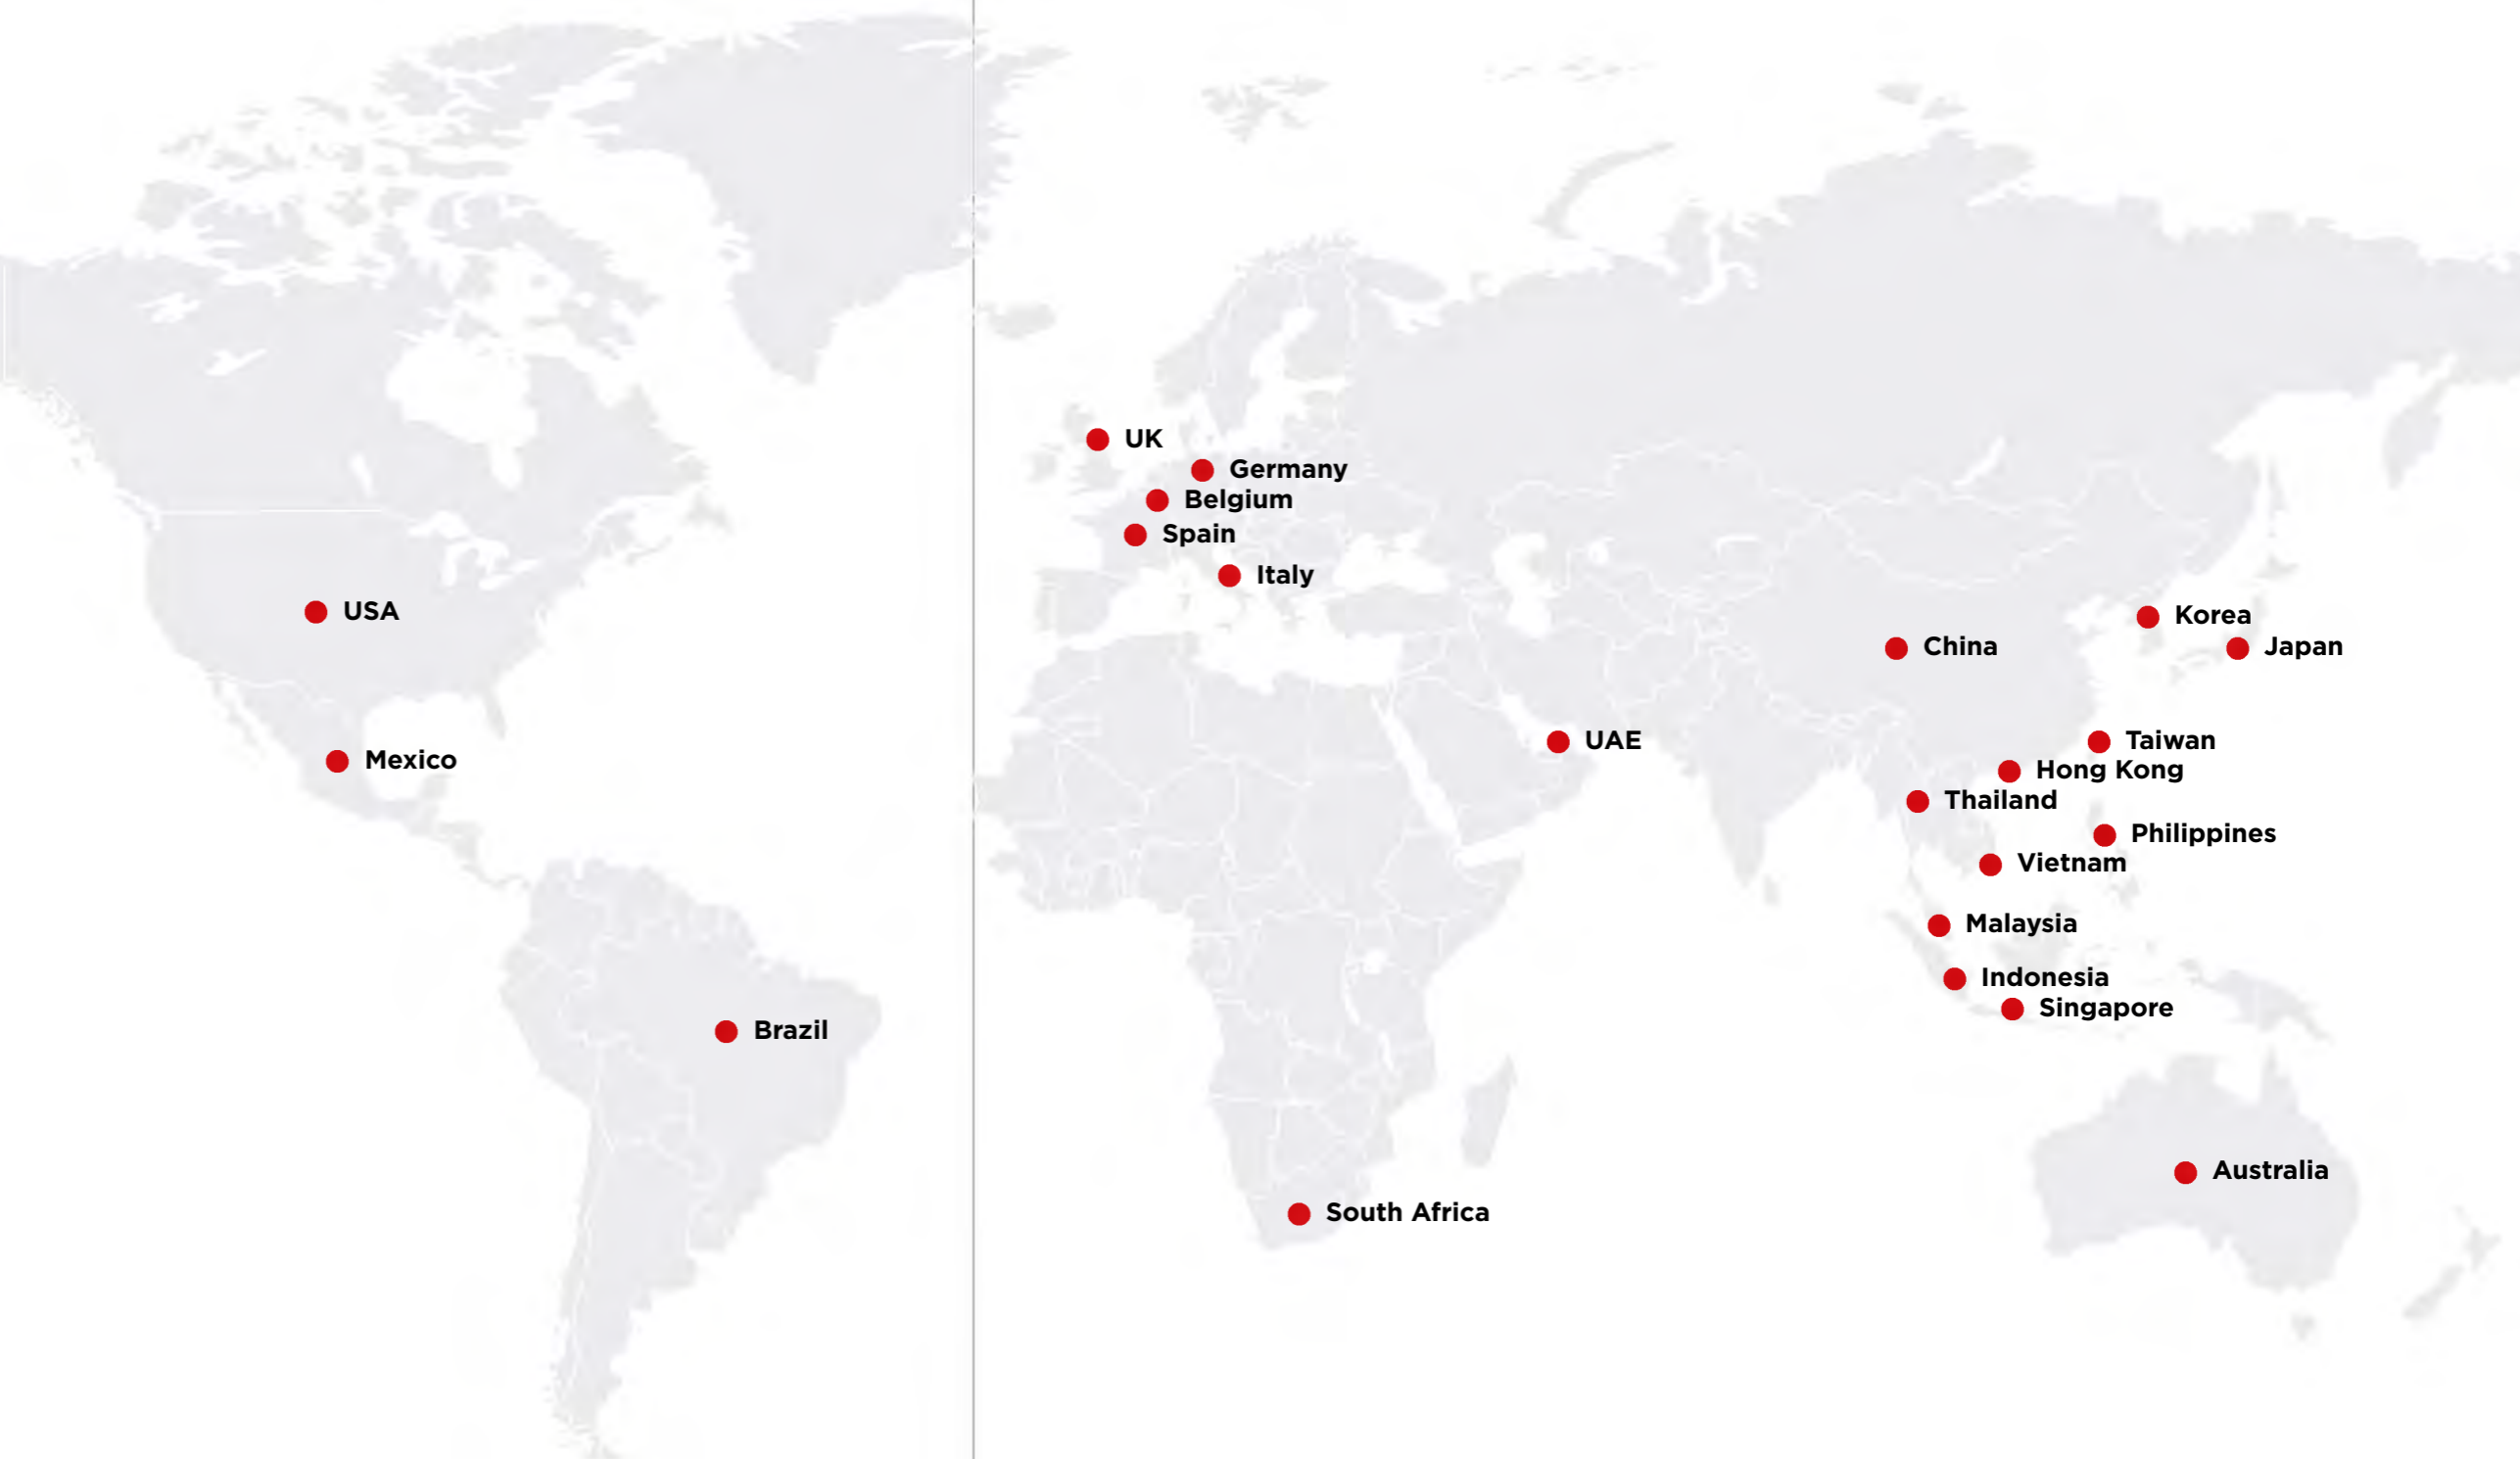 UK
Germany
Belgium
Spain
Italy
USA
Korea
China
Japan
Mexico
UAE
Taiwan
Hong Kong
Thailand
Philippines
Vietnam
Malaysia
Indonesia
Singapore
Brazil
Australia
South Africa